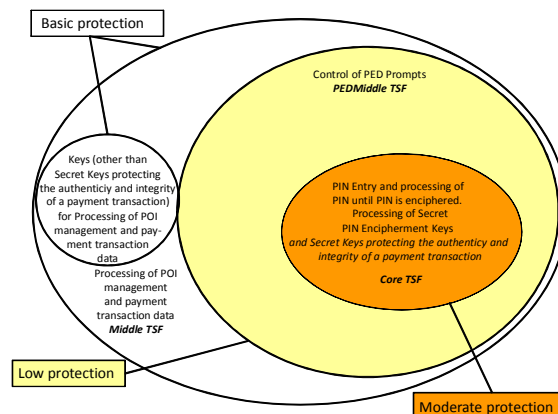 Basic protection
Control of PED Prompts
PEDMiddle TSF
Keys (other than
Secret Keys protecting
the authenticiy and integrity
of a payment transaction)
for Processing of POI
management and pay-
ment transaction
data
PIN Entry and processing of
PIN until PIN is enciphered.
Processing of Secret
PIN Encipherment Keys
and Secret Keys protecting the authenticy and
integrity of a payment transaction
Core TSF
Processing of POI
management
and payment
transaction data
Middle TSF
Low protection
Moderate protection